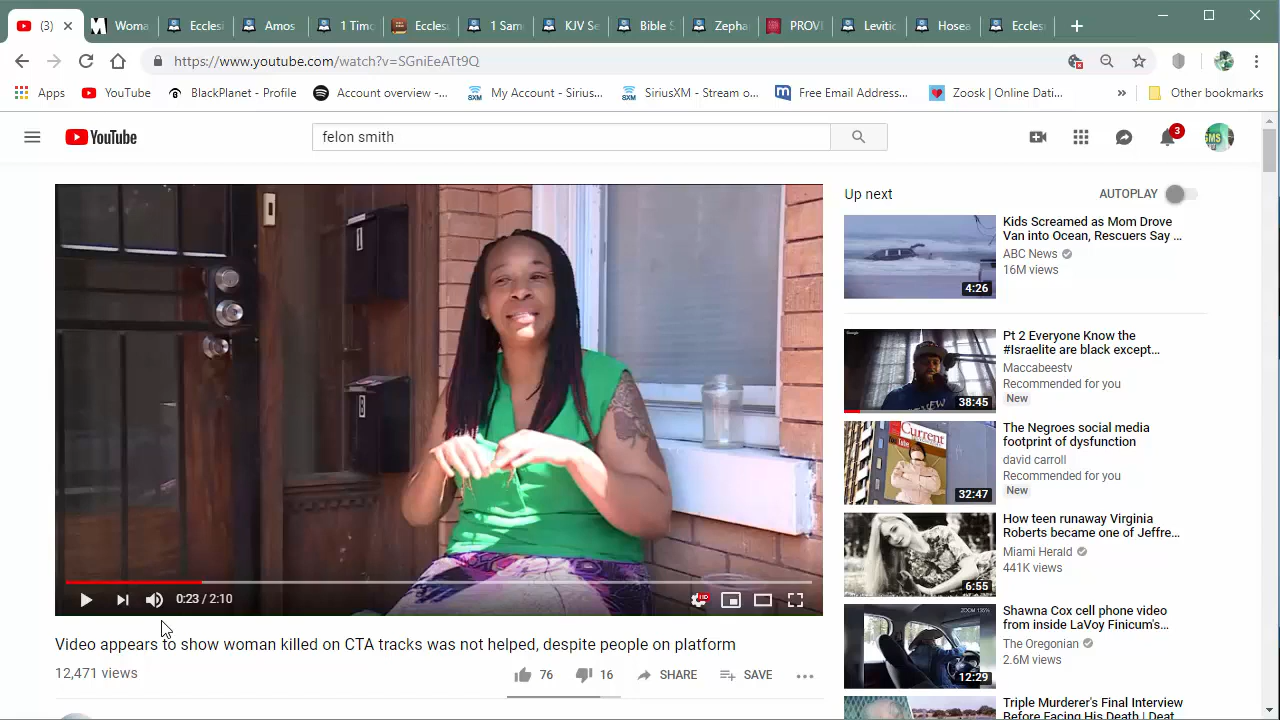 (3)
Woma
Ecclesi
Amos
1 Timo
Ecclesi
1 Sam
KJV Se
Bible S
Jepha
PROVI
Levitic
Hosea
Ecclesi
https://www.youtube.com/watch?v=SGniEeATt9Q
Apps
YouTube
BlackPlanet - Profile
Account overview -...
My Account - Sirius...
SiriusXM - Stream o...
Free Email Address...
Zoosk | Online Dati...
»
Other bookmarks
YouTube
felon smith
3
GMS
Up next
AUTOPLAY
Kids Screamed as Mom Drove
Van into Ocean, Rescuers Say ...
ABC News
16M views
4:26
Pt 2 Everyone Know the
#Israelite are black except...
Maccabeestv
Recommended for you
New
38:45
The Negroes social media
footprint of dysfunction
david carroll
Recommended for you
New
Current
32:47
How teen runaway Virginia
Roberts became one of Jeffre...
Miami Herald
441K views
6:55
Shawna Cox cell phone video
from inside LaVoy Finicum's...
The Oregonian
2.6M views
ZOOM 135%
12:29
Triple Murderer's Final Interview
Before Facing His Death | Deat
0:23 / 2:10
HD
Video appears to show woman killed on CTA tracks was not helped, despite people on platform
12,471 views
76
16
SHARE
SAVE